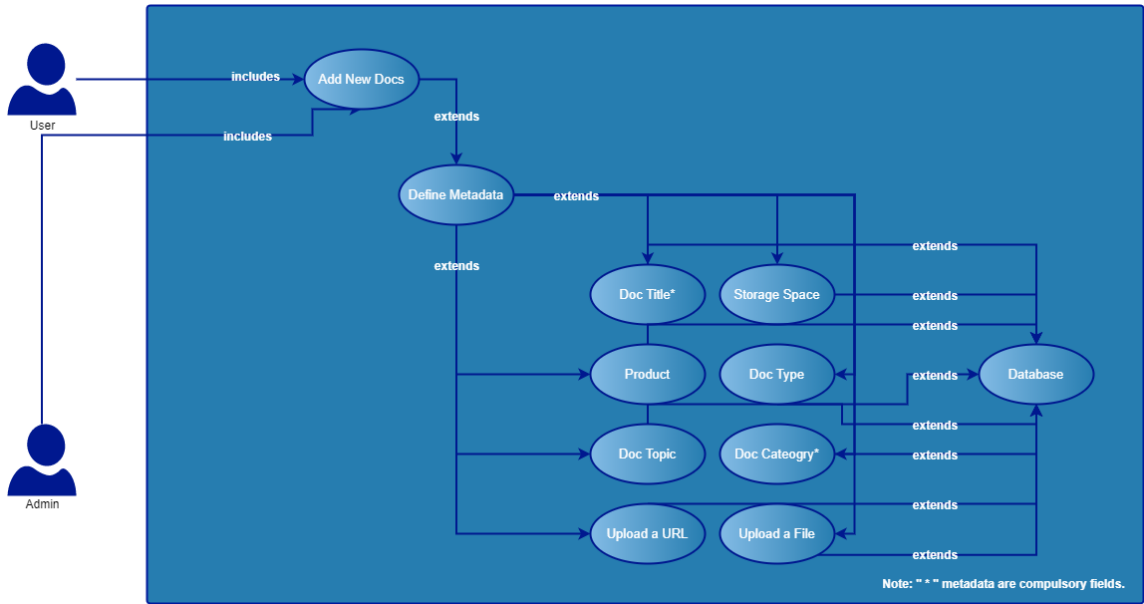 includes
Add New Docs
User
extends
includes
Define Metadata
extends
extends
extends
Doc Title*
Storage Space
extends
extends
Product
Doc Type
extends
Database
extends
Doc Topic
Doc Cateogry*
extends
Admin
extends
Upload a URL
Upload a File
extends
Note: " * " metadata are compulsory fields.